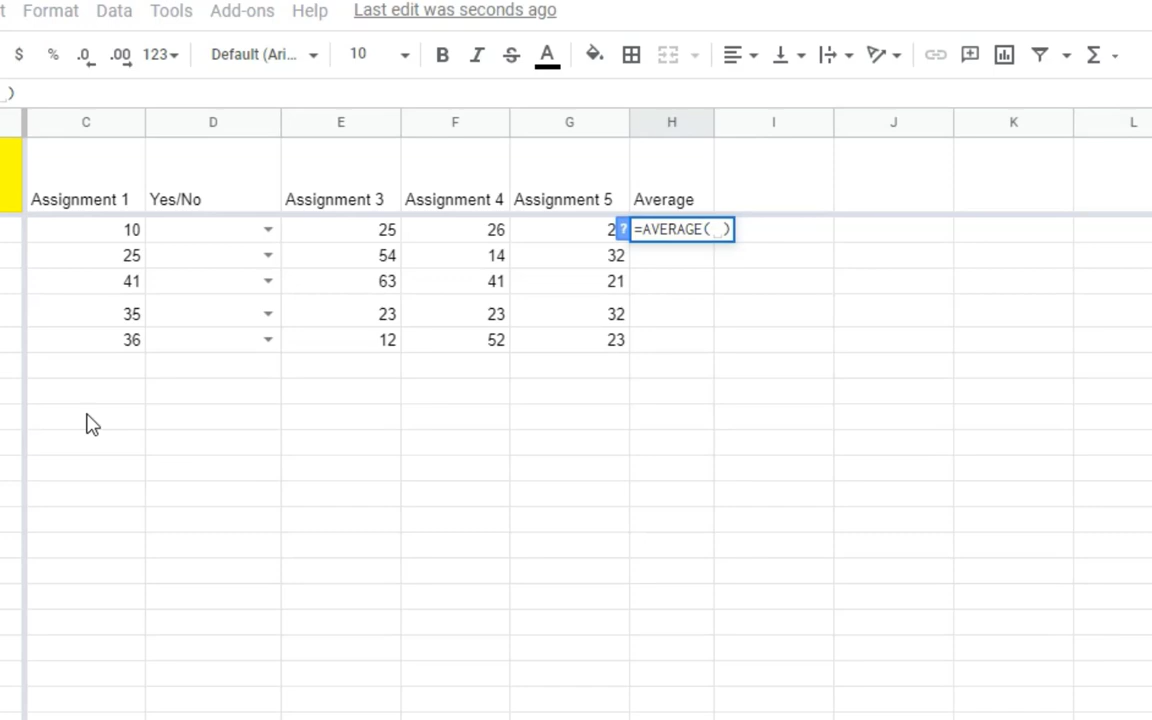 t Format Data Tools Add-ons Help Last edit was seconds ago
$ % .0 .00 123 Default (Ari... 10 B I S A Σ
)
C D E F G H I J K L
Assignment 1 Yes/No Assignment 3 Assignment 4 Assignment 5 Average
10 25 26 2 ? =AVERAGE( )
25 54 14 32
41 63 41 21
35 23 23 32
36 12 52 23